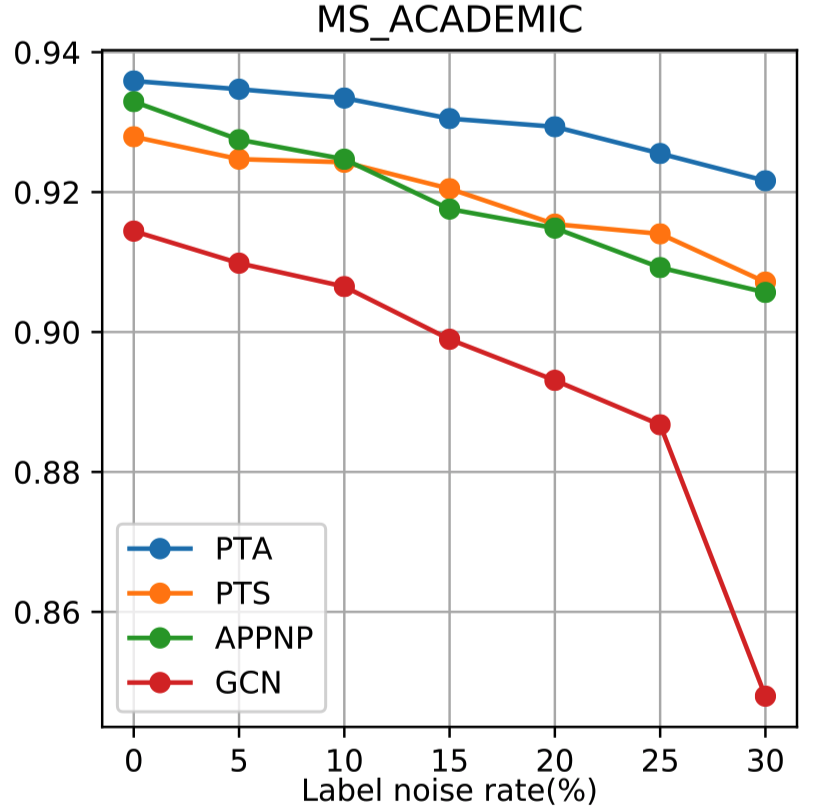 MS_ACADEMIC
0.94
0.92
0.90
0.88
0.86
PTA
PTS
APPNP
GCN
0 5 10 15 20 25 30
Label noise rate(%)